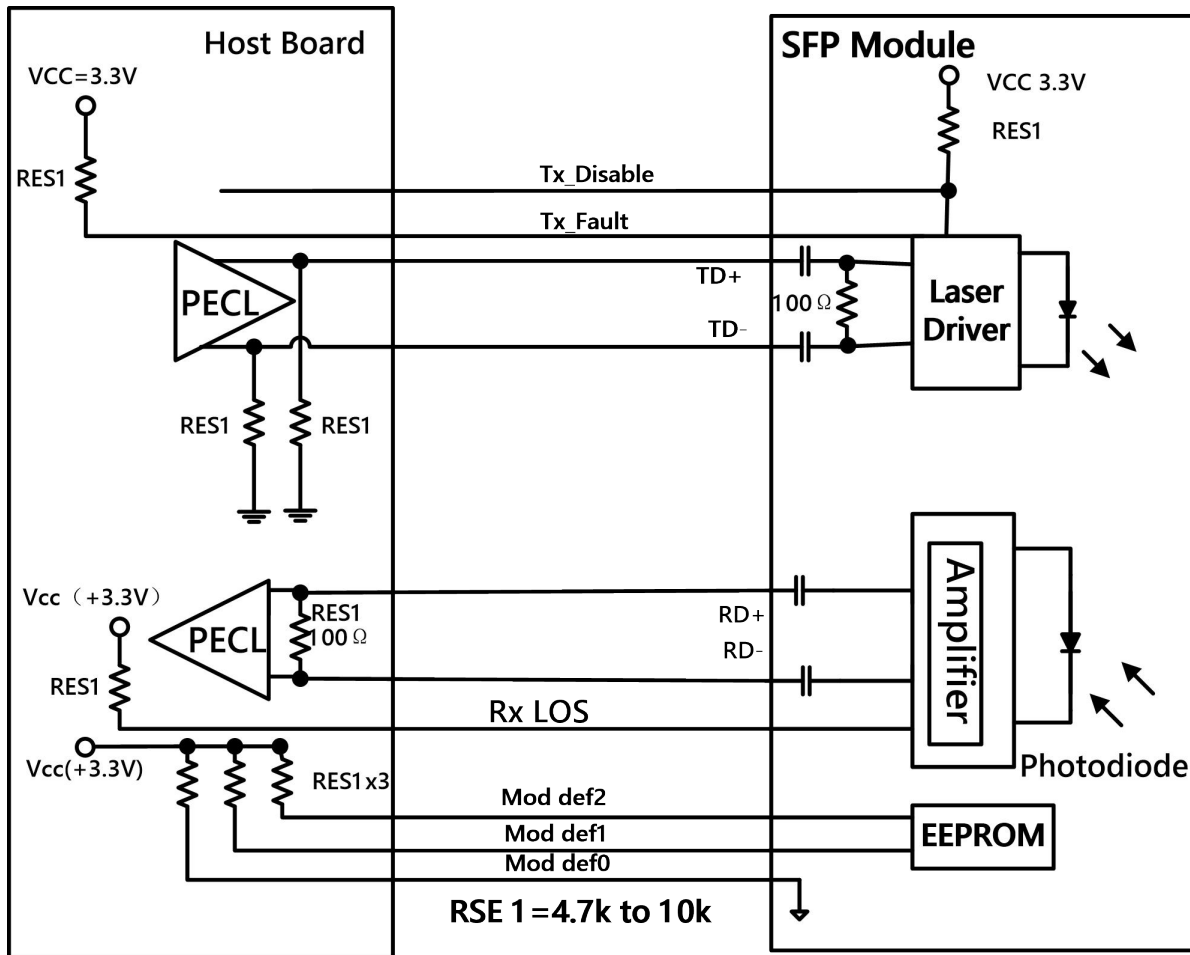 Host Board
SFP Module
VCC=3.3V
VCC 3.3V
RES1
RES1
Tx_Disable
Tx_Fault
PECL
TD+
100Ω
Laser
Driver
TD-
RES1
RES1
Vcc（+3.3V）
RES1
100Ω
PECL
RD+
RD-
Amplifier
RES1
Rx LOS
Vcc(+3.3V)
RES1x3
Photodiode
Mod def2
Mod def1
EEPROM
Mod def0
RSE 1=4.7k to 10k